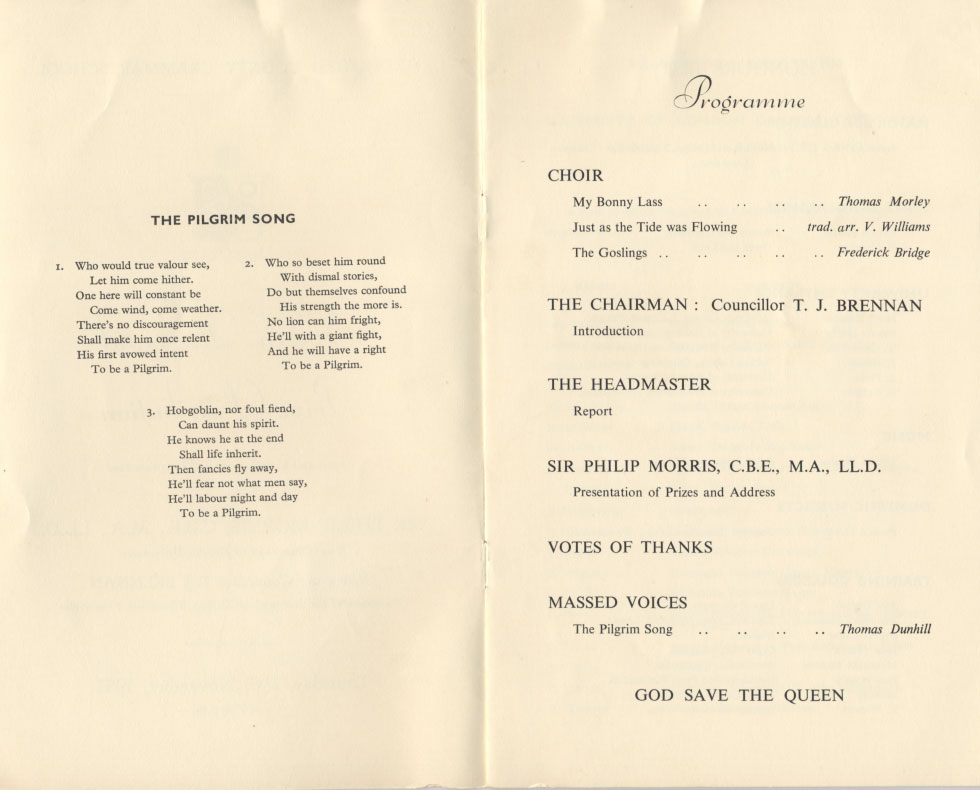 THE PILGRIM SONG
1. Who would true valour see,
Let him come hither.
One here will constant be
Come wind, come weather.
There's no discouragement
Shall make him once relent
His first avowed intent
To be a Pilgrim.
2. Who so beset him round
With dismal stories,
Do but themselves confound
His strength the more is.
No lion can him fright,
He'll with a giant fight,
And he will have a right
To be a Pilgrim.
3. Hobgoblin, nor foul fiend,
Can daunt his spirit.
He knows he at the end
Shall life inherit.
Then fancies fly away,
He'll fear not what men say,
He'll labour night and day
To be a Pilgrim.
Programme
CHOIR
My Bonny Lass .. .. .. .. Thomas Morley
Just as the Tide was Flowing .. trad. arr. V. Williams
The Goslings .. .. .. .. .. Frederick Bridge
THE CHAIRMAN : Councillor T. J. BRENNAN
Introduction
THE HEADMASTER
Report
SIR PHILIP MORRIS, C.B.E., M.A., LL.D.
Presentation of Prizes and Address
VOTES OF THANKS
MASSED VOICES
The Pilgrim Song .. .. .. .. Thomas Dunhill
GOD SAVE THE QUEEN